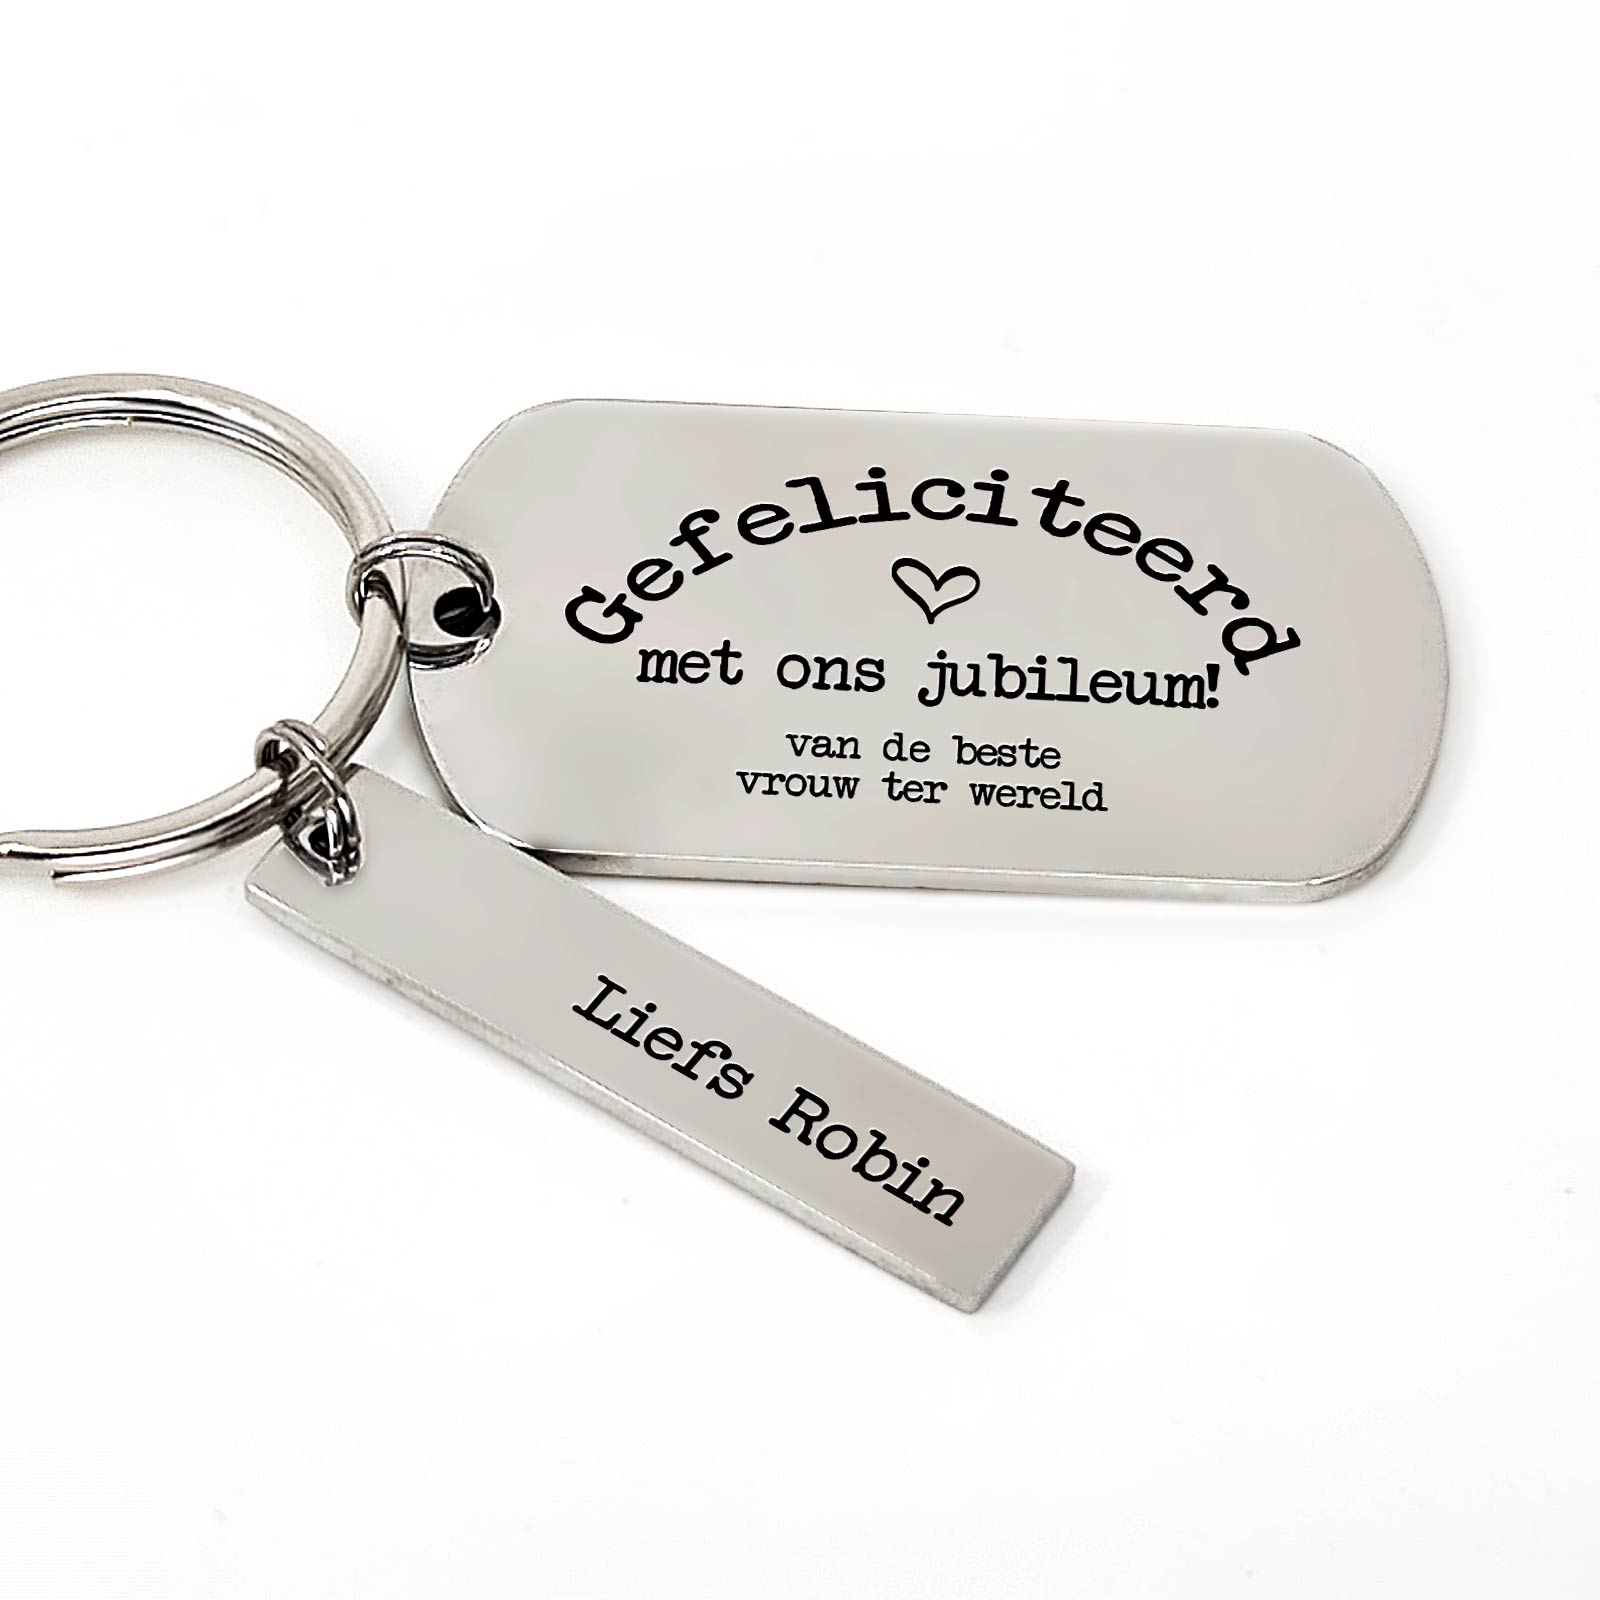 Gefeliciteerd
met ons jubileum!
van de beste
vrouw ter wereld
Liefs Robin